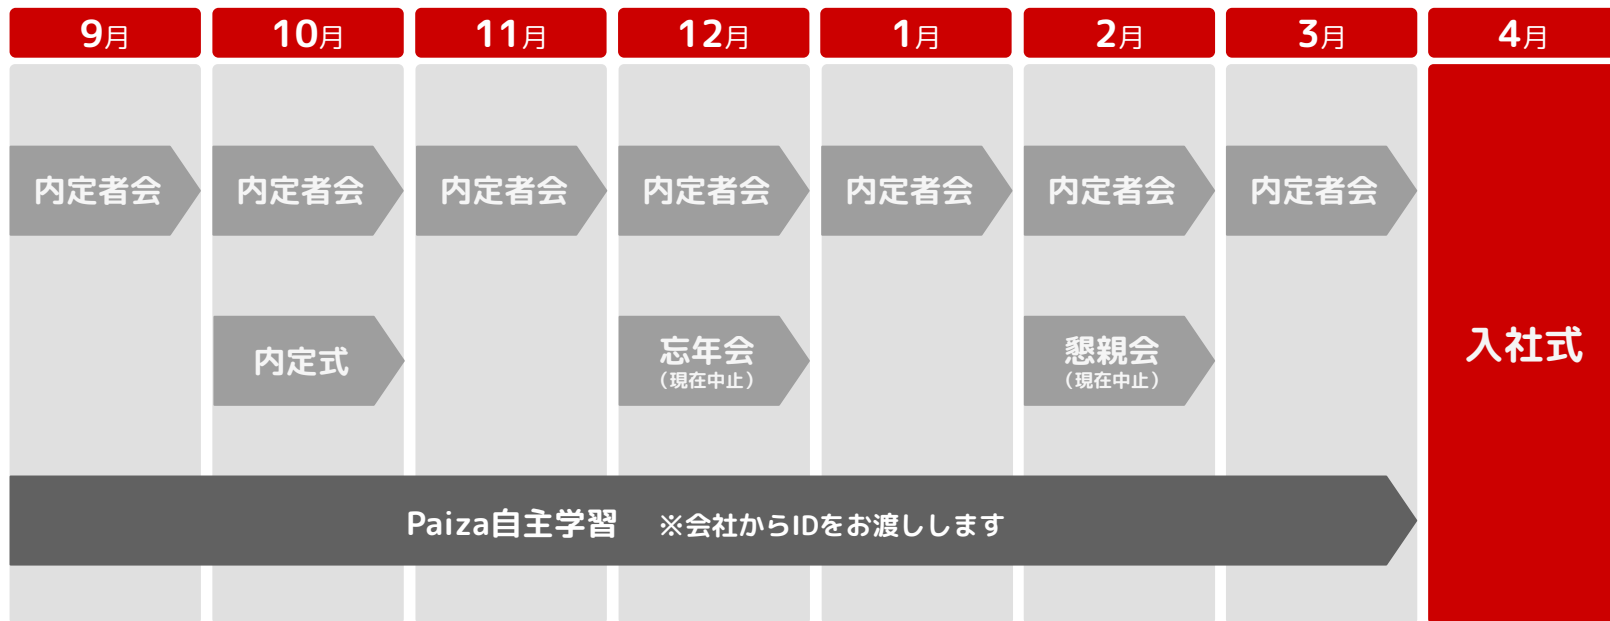 9月 10月 11月 12月 1月 2月 3月 4月
内定者会 内定者会 内定者会 内定者会 内定者会 内定者会 内定者会
内定式 忘年会 懇親会 入社式
（現在中止） （現在中止）
Paiza自主学習 ※会社からIDをお渡しします